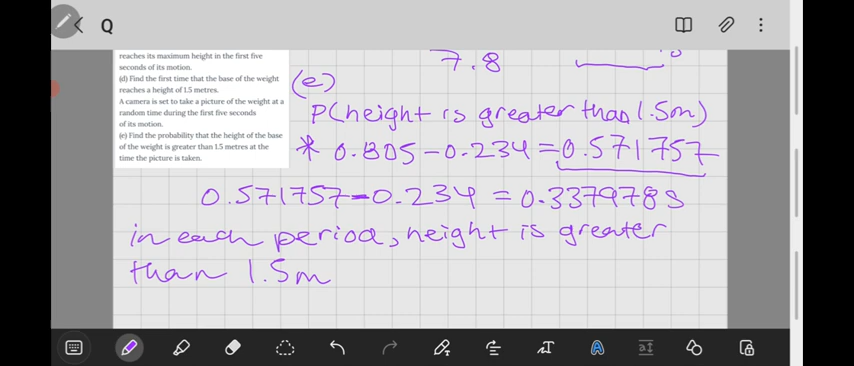 Q
reaches its maximum height in the first five
seconds of its motion.
(d) Find the first time that the base of the weight
reaches a height of 1.5 metres.
A camera is set to take a picture of the weight at a
random time during the first five seconds
of its motion.
(e) Find the probability that the height of the base
of the weight is greater than 1.5 metres at the
time the picture is taken.
7.8
(e)
P(height is greater than 1.5m)
* 0.805-0.234=0.571757
0.571757-0.234=0.337978s
in each period, height is greater
than 1.5m